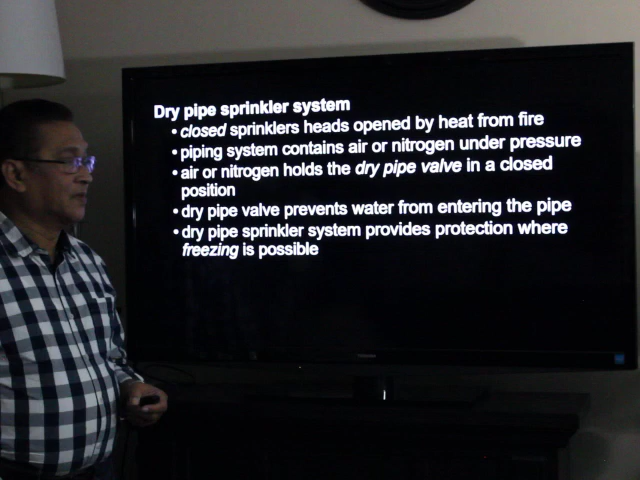 Dry pipe sprinkler system
• closed sprinklers heads opened by heat from fire
• piping system contains air or nitrogen under pressure
• air or nitrogen holds the dry pipe valve in a closed
position
• dry pipe valve prevents water from entering the pipe
• dry pipe sprinkler system provides protection where
freezing is possible
TOSHIBA